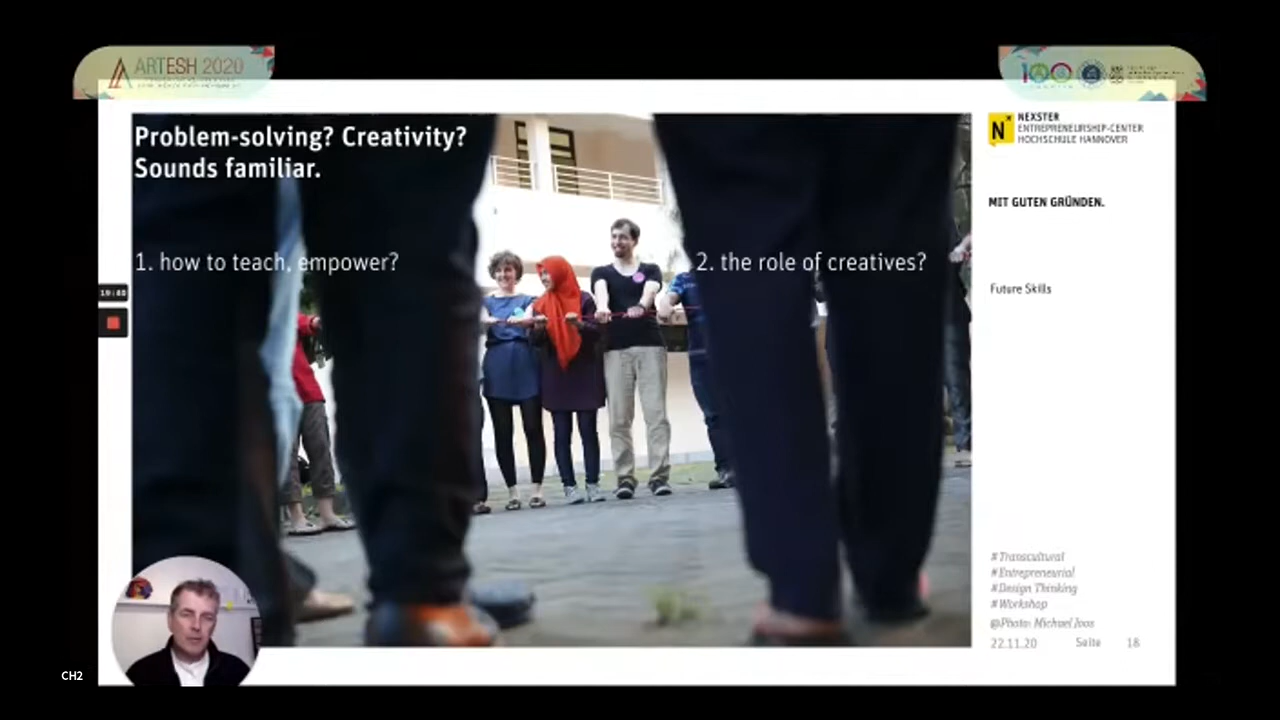 ARTESH 2020
100
Problem-solving? Creativity?
Sounds familiar.
1. how to teach, empower?
2. the role of creatives?
N
NEXSTER
ENTREPRENEURSHIP-CENTER
HOCHSCHULE HANNOVER
MIT GUTEN GRÜNDEN.
Future Skills
#Transcultural
#Entrepreneurial
#Design Thinking
#Workshop
@Photo: Michael Joos
22.11.20 Seite 18
CH2